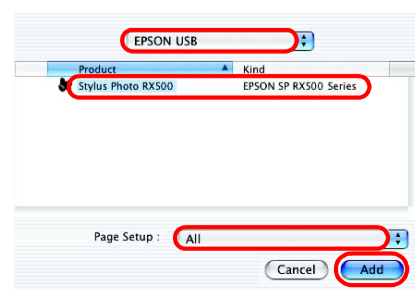 EPSON USB
Product Kind
Stylus Photo RX500 EPSON SP RX500 Series
Page Setup : All
Cancel Add